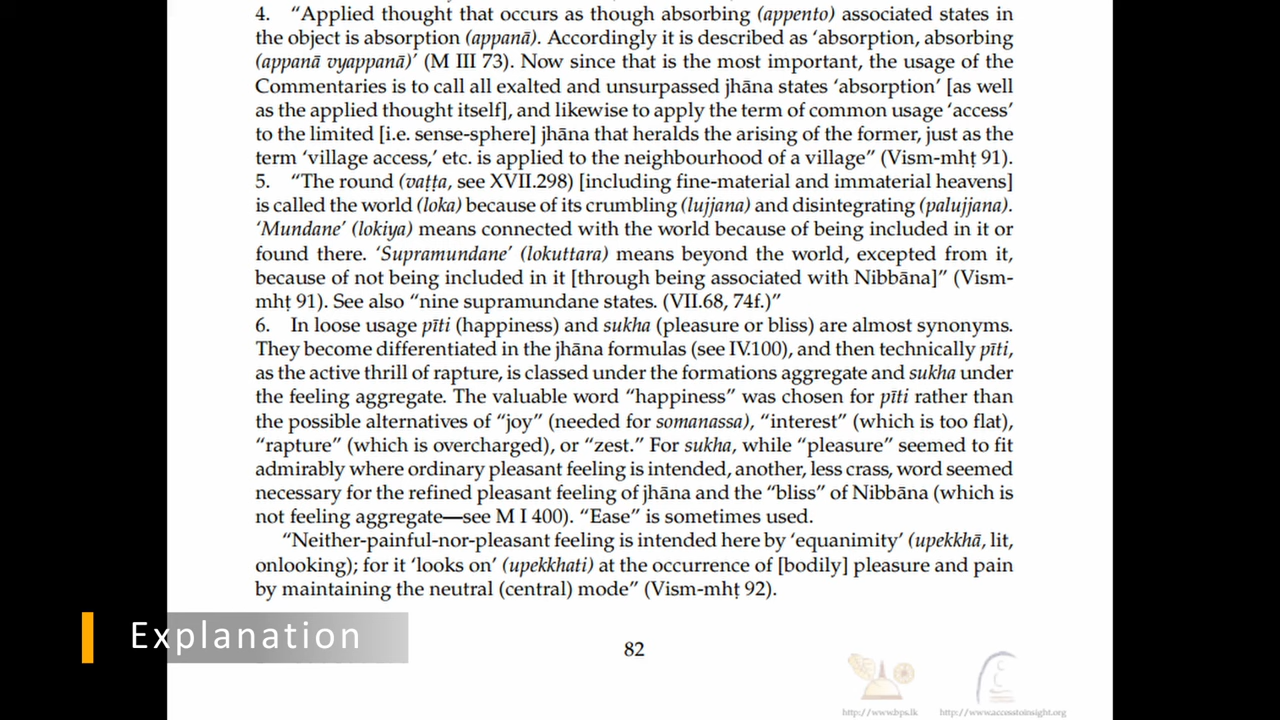 4. “Applied thought that occurs as though absorbing (appento) associated states in
the object is absorption (appanā). Accordingly it is described as ‘absorption, absorbing
(appanā vyappanā)’ (M III 73). Now since that is the most important, the usage of the
Commentaries is to call all exalted and unsurpassed jhāna states ‘absorption’ [as well
as the applied thought itself], and likewise to apply the term of common usage ‘access’
to the limited [i.e. sense-sphere] jhāna that heralds the arising of the former, just as the
term ‘village access,’ etc. is applied to the neighbourhood of a village” (Vism-mhṭ 91).
5. “The round (vaṭṭa, see XVII.298) [including fine-material and immaterial heavens]
is called the world (loka) because of its crumbling (lujjana) and disintegrating (palujjana).
‘Mundane’ (lokiya) means connected with the world because of being included in it or
found there. ‘Supramundane’ (lokuttara) means beyond the world, excepted from it,
because of not being included in it [through being associated with Nibbāna]” (Vism-
mhṭ 91). See also “nine supramundane states. (VII.68, 74f.)”
6. In loose usage pīti (happiness) and sukha (pleasure or bliss) are almost synonyms.
They become differentiated in the jhāna formulas (see IV.100), and then technically pīti,
as the active thrill of rapture, is classed under the formations aggregate and sukha under
the feeling aggregate. The valuable word “happiness” was chosen for pīti rather than
the possible alternatives of “joy” (needed for somanassa), “interest” (which is too flat),
“rapture” (which is overcharged), or “zest.” For sukha, while “pleasure” seemed to fit
admirably where ordinary pleasant feeling is intended, another, less crass, word seemed
necessary for the refined pleasant feeling of jhāna and the “bliss” of Nibbāna (which is
not feeling aggregate—see M I 400). “Ease” is sometimes used.
“Neither-painful-nor-pleasant feeling is intended here by ‘equanimity’ (upekkhā, lit,
onlooking); for it ‘looks on’ (upekkhati) at the occurrence of [bodily] pleasure and pain
by maintaining the neutral (central) mode” (Vism-mhṭ 92).
Explanation
82
http://www.bps.lk http://www.accesstoinsight.org